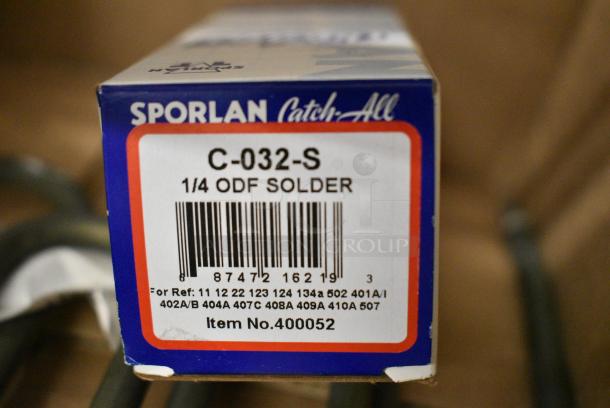 SPORLAN Catch-All
C-032-S
1/4 ODF SOLDER
8 87472 16219 3
For Ref: 11 12 22 123 124 134a 502 401A/
402A/B 404A 407C 408A 409A 410A 507
Item No.400052